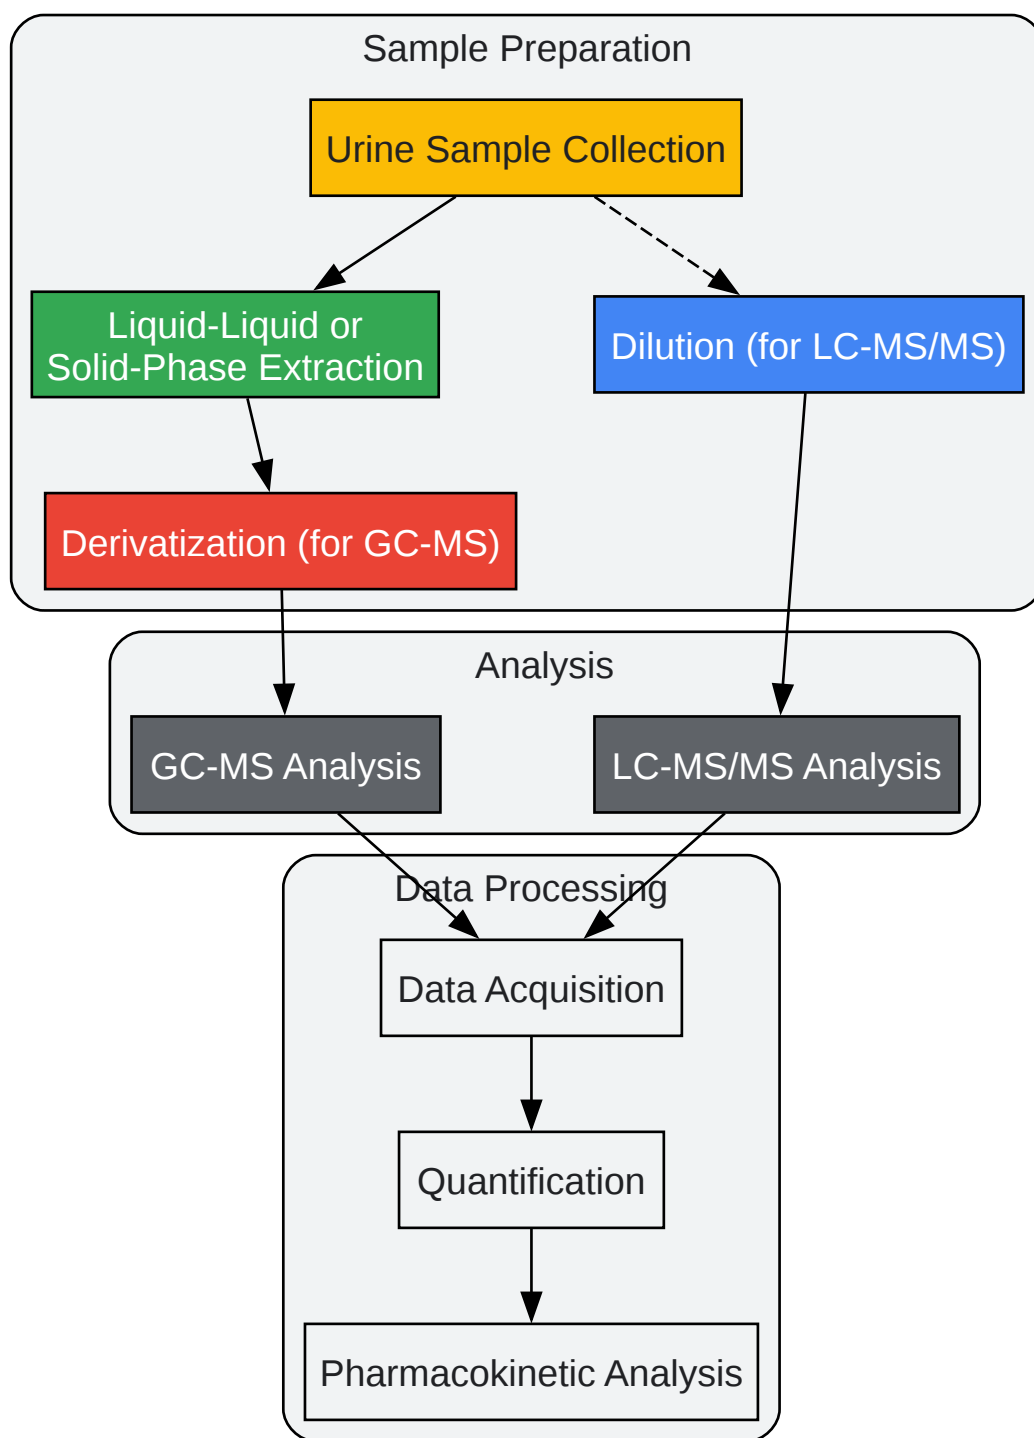 Sample Preparation
Urine Sample Collection
Liquid-Liquid or
Solid-Phase Extraction
Dilution (for LC-MS/MS)
Derivatization (for GC-MS)
Analysis
GC-MS Analysis
LC-MS/MS Analysis
Data Processing
Data Acquisition
Quantification
Pharmacokinetic Analysis